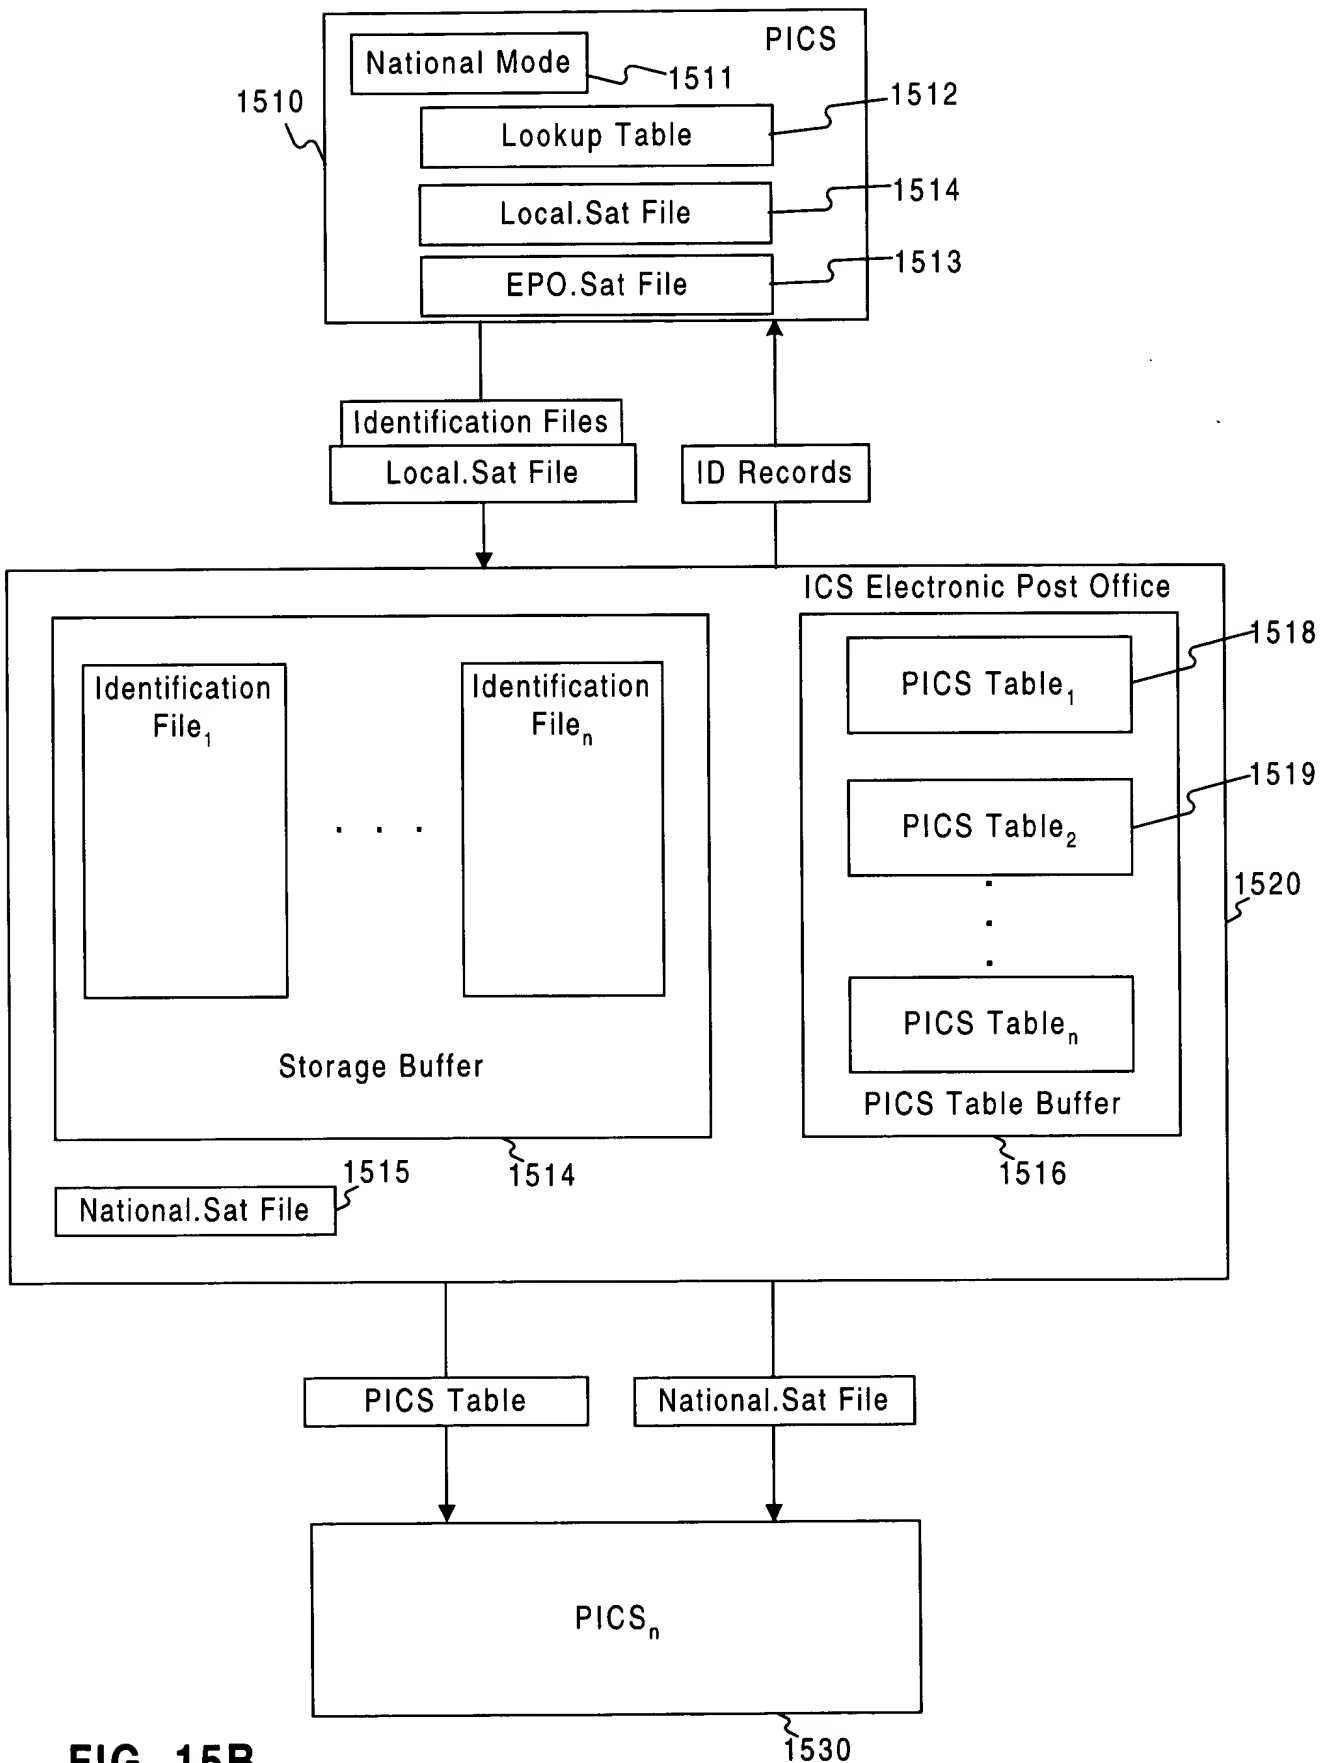 PICS
National Mode
1511
1510
1512
Lookup Table
1514
Local.Sat File
1513
EPO.Sat File
Identification Files
Local.Sat File
ID Records
ICS Electronic Post Office
1518
Identification
File1
Identification
Filen
PICS Table1
1519
. . .
PICS Table2
1520
.
.
.
PICS Tablen
Storage Buffer
PICS Table Buffer
1515
1514
1516
National.Sat File
PICS Table
National.Sat File
PICSn
1530
FIG. 15B